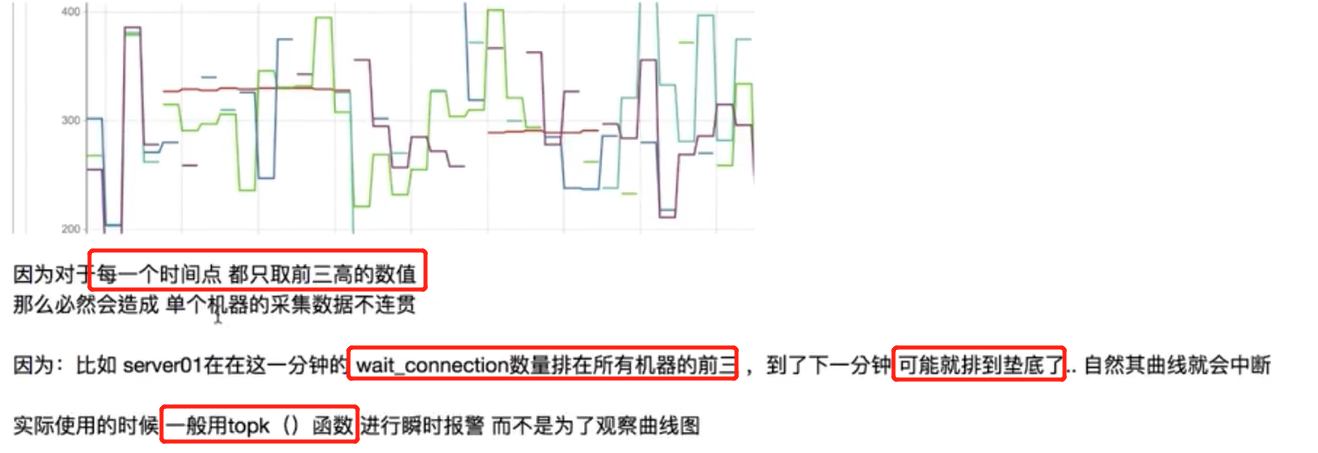 400
300
200
因为对于每一个时间点 都只取前三高的数值
那么必然会造成 单个机器的采集数据不连贯
因为：比如 server01在在这一分钟的 wait_connection数量排在所有机器的前三 ，到了下一分钟 可能就排到垫底了.. 自然其曲线就会中断
实际使用的时候 一般用topk（）函数 进行瞬时报警 而不是为了观察曲线图